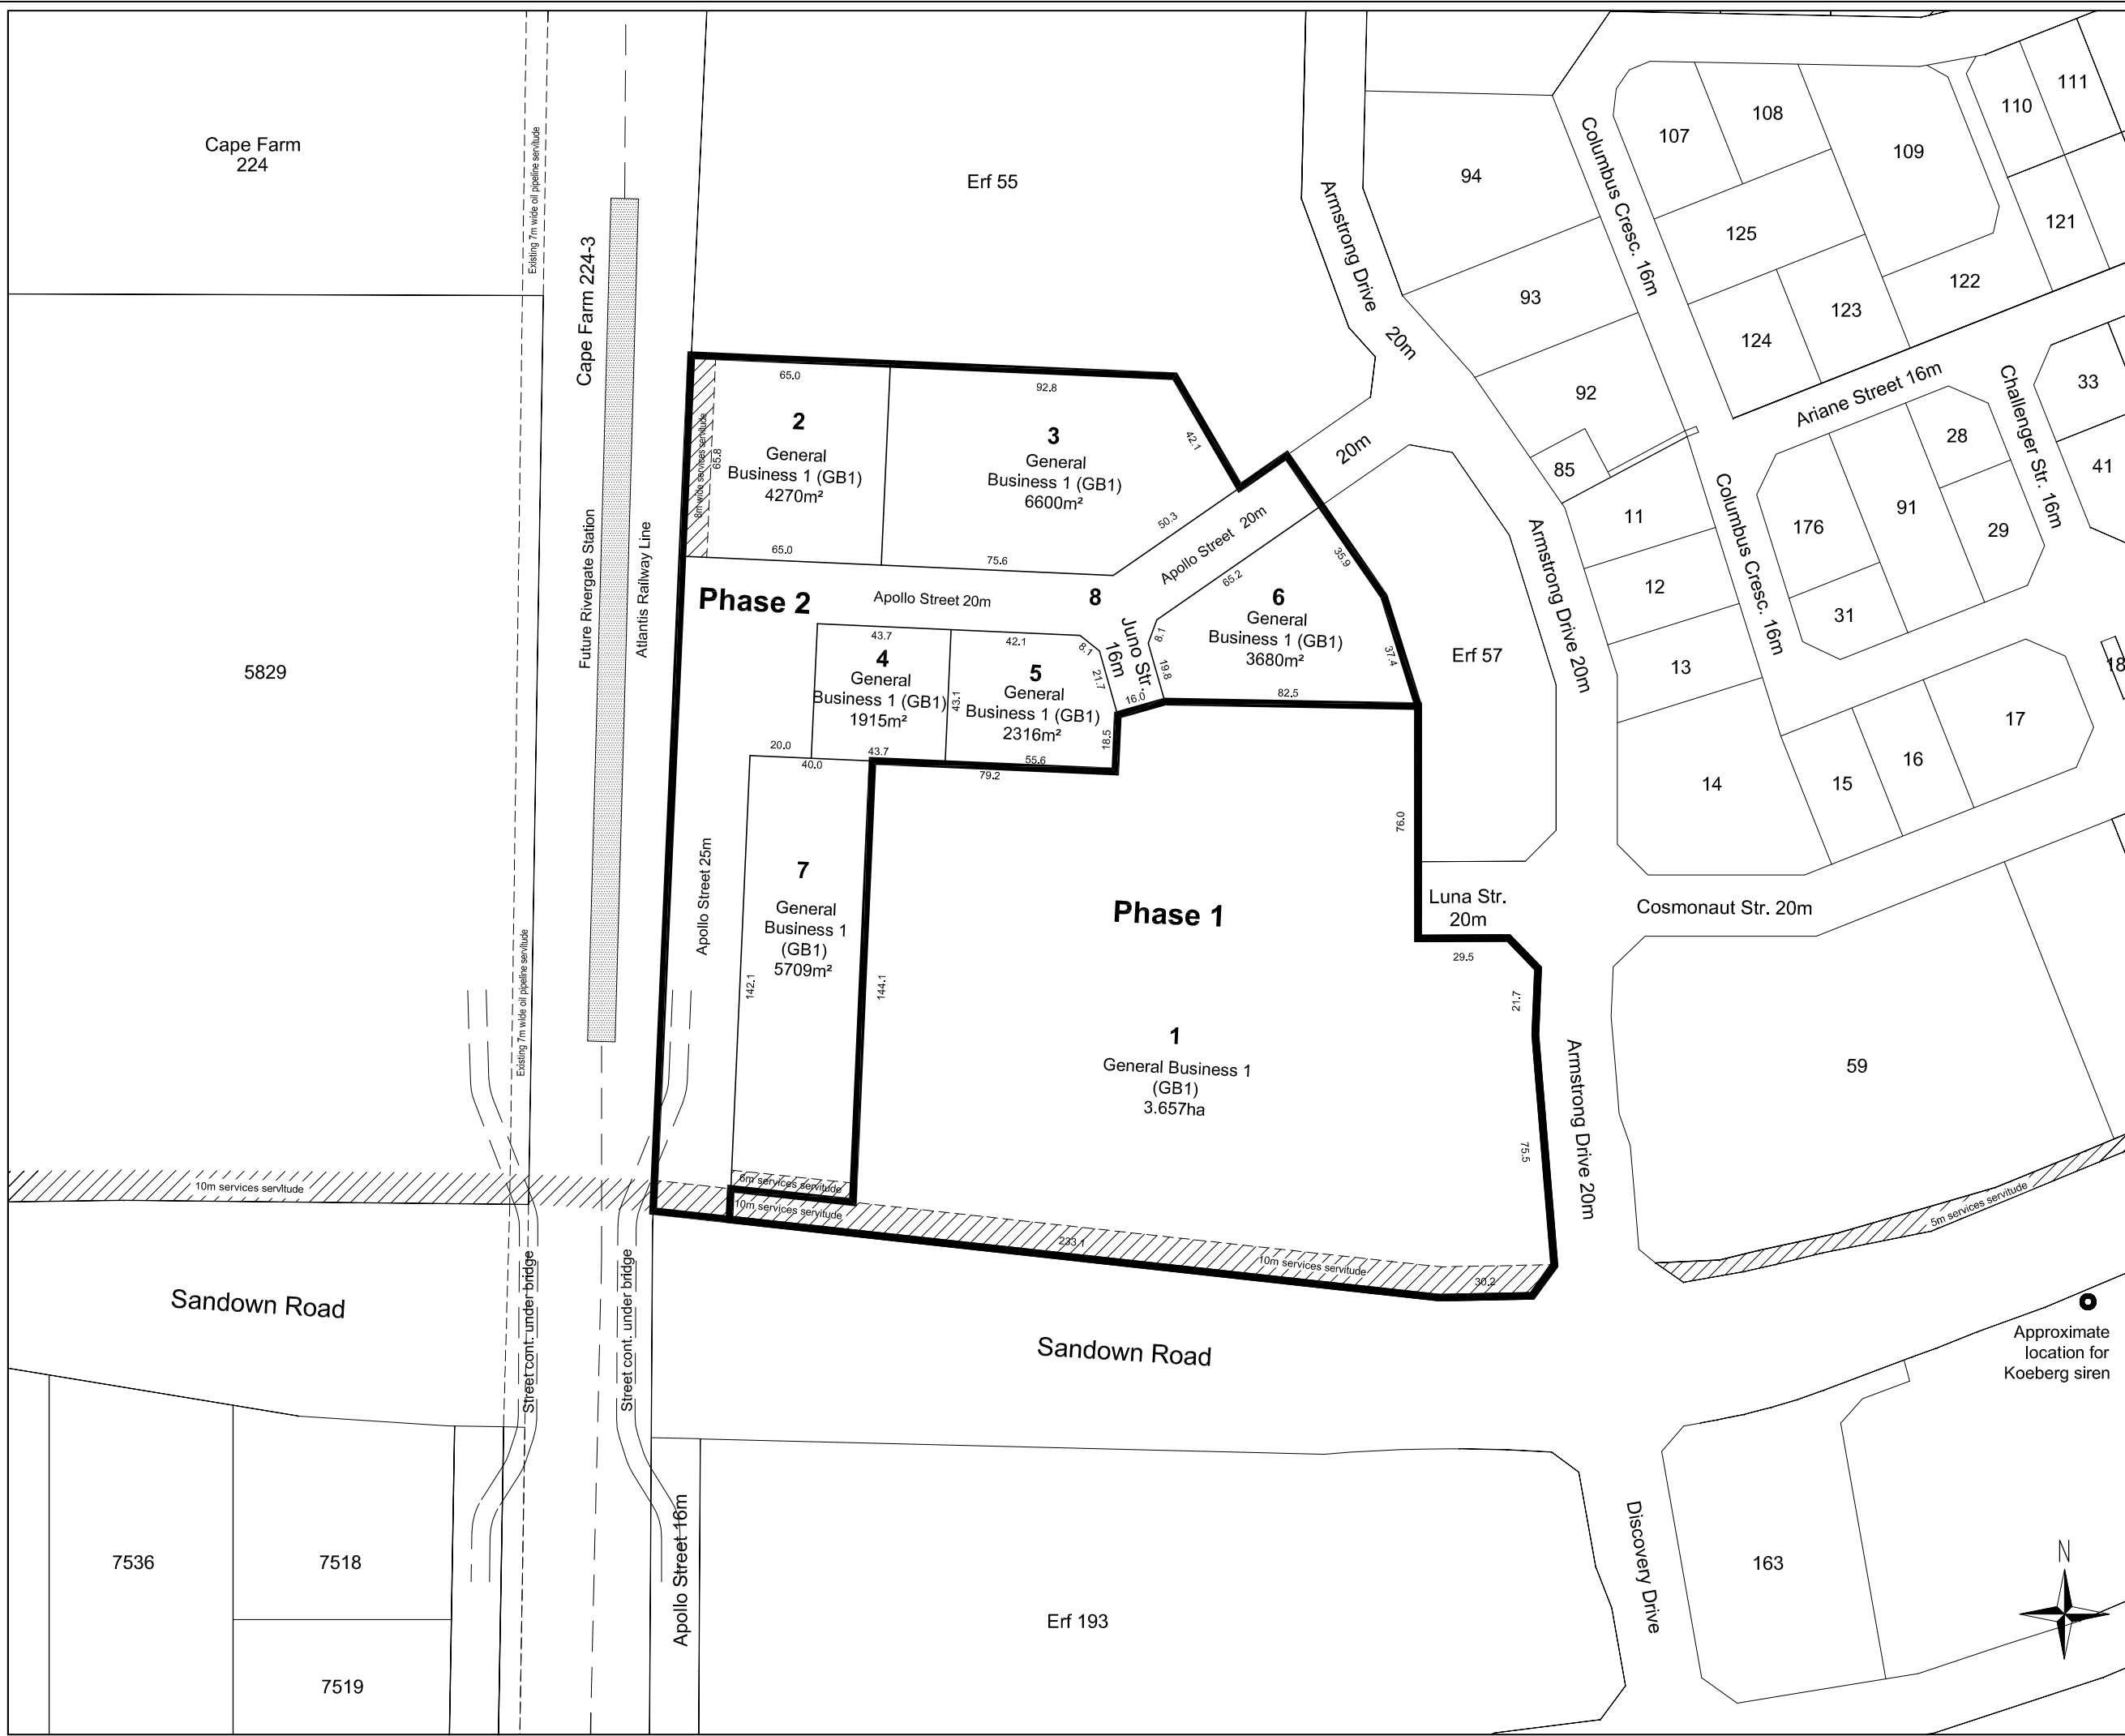 Cape Farm
224
Existing 7m wide oil pipeline servitude
Cape Farm 224-3
Erf 55
Armstrong Drive
20m
94
93
92
85
Columbus Cresc. 16m
107
108
109
110
111
125
121
122
123
124
Ariane Street 16m
Challenger Str. 16m
33
41
28
29
91
176
31
Columbus Cresc. 16m
11
12
13
14
15
16
17
18
5829
Future Rivergate Station
Atlantis Railway Line
8m wide services servitude
65.8
65.0
2
General
Business 1 (GB1)
4270m²
65.0
92.8
3
General
Business 1 (GB1)
6600m²
42.1
50.3
75.6
20m
Apollo Street 20m
Phase 2
Apollo Street 20m
8
Juno Str.
16m
65.2
35.9
6
General
Business 1 (GB1)
3680m²
8.1
19.8
37.4
82.5
16.0
43.7
4
General
Business 1 (GB1)
1915m²
43.7
43.1
42.1
8.1
21.7
5
General
Business 1 (GB1)
2316m²
18.5
55.6
79.2
20.0
40.0
Erf 57
Armstrong Drive 20m
76.0
Apollo Street 25m
7
General
Business 1
(GB1)
5709m²
142.1
144.1
Phase 1
1
General Business 1
(GB1)
3.657ha
Luna Str.
20m
29.5
21.7
75.5
Cosmonaut Str. 20m
Armstrong Drive 20m
59
Existing 7m wide oil pipeline servitude
10m services servitude
6m services servitude
10m services servitude
233.1
10m services servitude
30.2
5m services servitude
Sandown Road
Street cont. under bridge
Street cont. under bridge
Sandown Road
Approximate
location for
Koeberg siren
7536
7518
7519
Apollo Street 16m
Erf 193
Discovery Drive
163
N